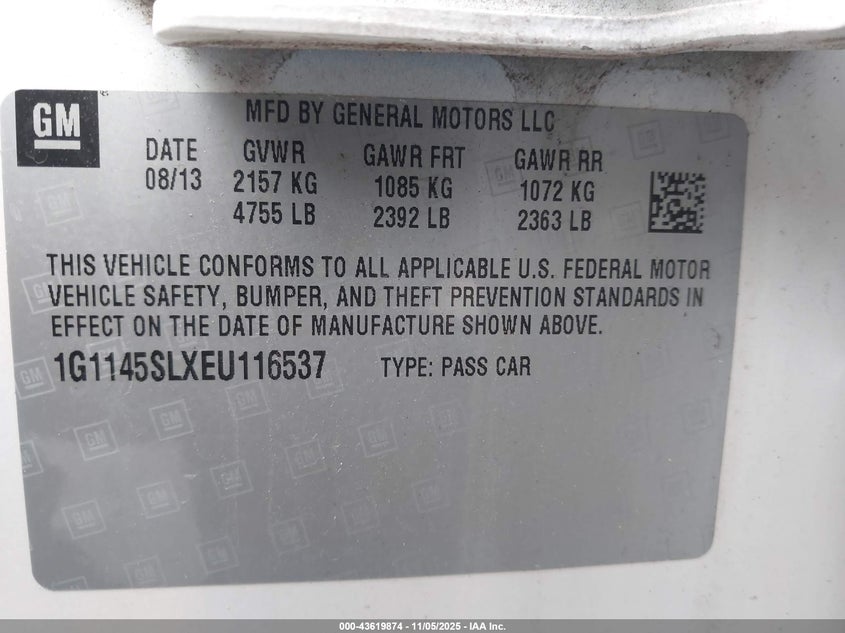 GM
MFD BY GENERAL MOTORS LLC
DATE GVWR GAWR FRT GAWR RR
08/13 2157 KG 1085 KG 1072 KG
4755 LB 2392 LB 2363 LB
THIS VEHICLE CONFORMS TO ALL APPLICABLE U.S. FEDERAL MOTOR
VEHICLE SAFETY, BUMPER, AND THEFT PREVENTION STANDARDS IN
EFFECT ON THE DATE OF MANUFACTURE SHOWN ABOVE.
1G1145SLXEU116537 TYPE: PASS CAR
000-43619874 - 11/05/2025 - IAA Inc.